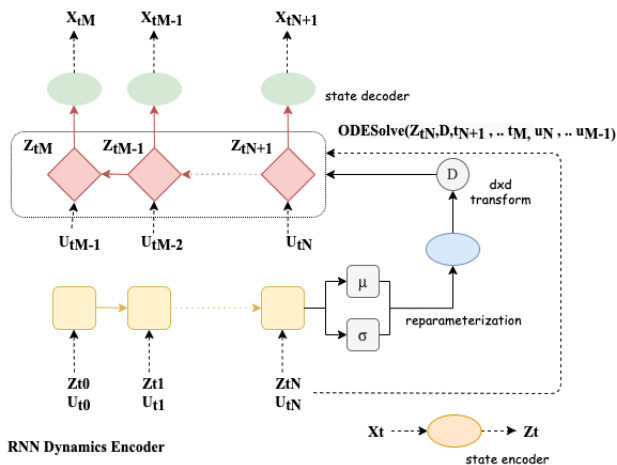 XtM XtM-1 XtN+1
state decoder
ZtM ZtM-1 ZtN+1
ODESolve(ZtN,D,tN+1 , .. tM, uN , .. uM-1)
D
dxd
transform
UtM-1 UtM-2 UtN
μ
σ
reparameterization
Zt0 Zt1 ZtN
Ut0 Ut1 UtN
RNN Dynamics Encoder
Xt Zt
state encoder